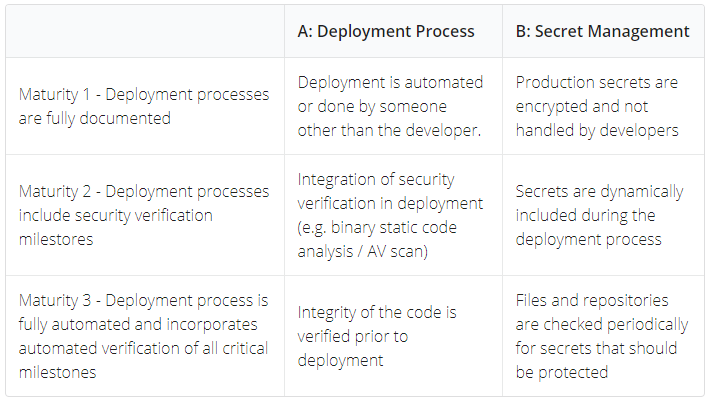 A: Deployment Process
B: Secret Management
Maturity 1 - Deployment processes
are fully documented
Deployment is automated
or done by someone
other than the developer.
Production secrets are
encrypted and not
handled by developers
Maturity 2 - Deployment processes
include security verification
milestores
Integration of security
verification in deployment
(e.g. binary static code
analysis / AV scan)
Secrets are dynamically
included during the
deployment process
Maturity 3 - Deployment process is
fully automated and incorporates
automated verification of all critical
milestones
Integrity of the code is
verified prior to
deployment
Files and repositories
are checked periodically
for secrets that should
be protected